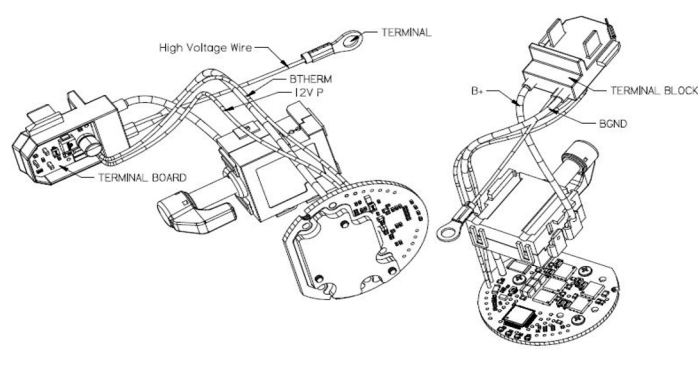 TERMINAL
High Voltage Wire
BTHERM
12V P
TERMINAL BOARD
B+
TERMINAL BLOCK
BGND